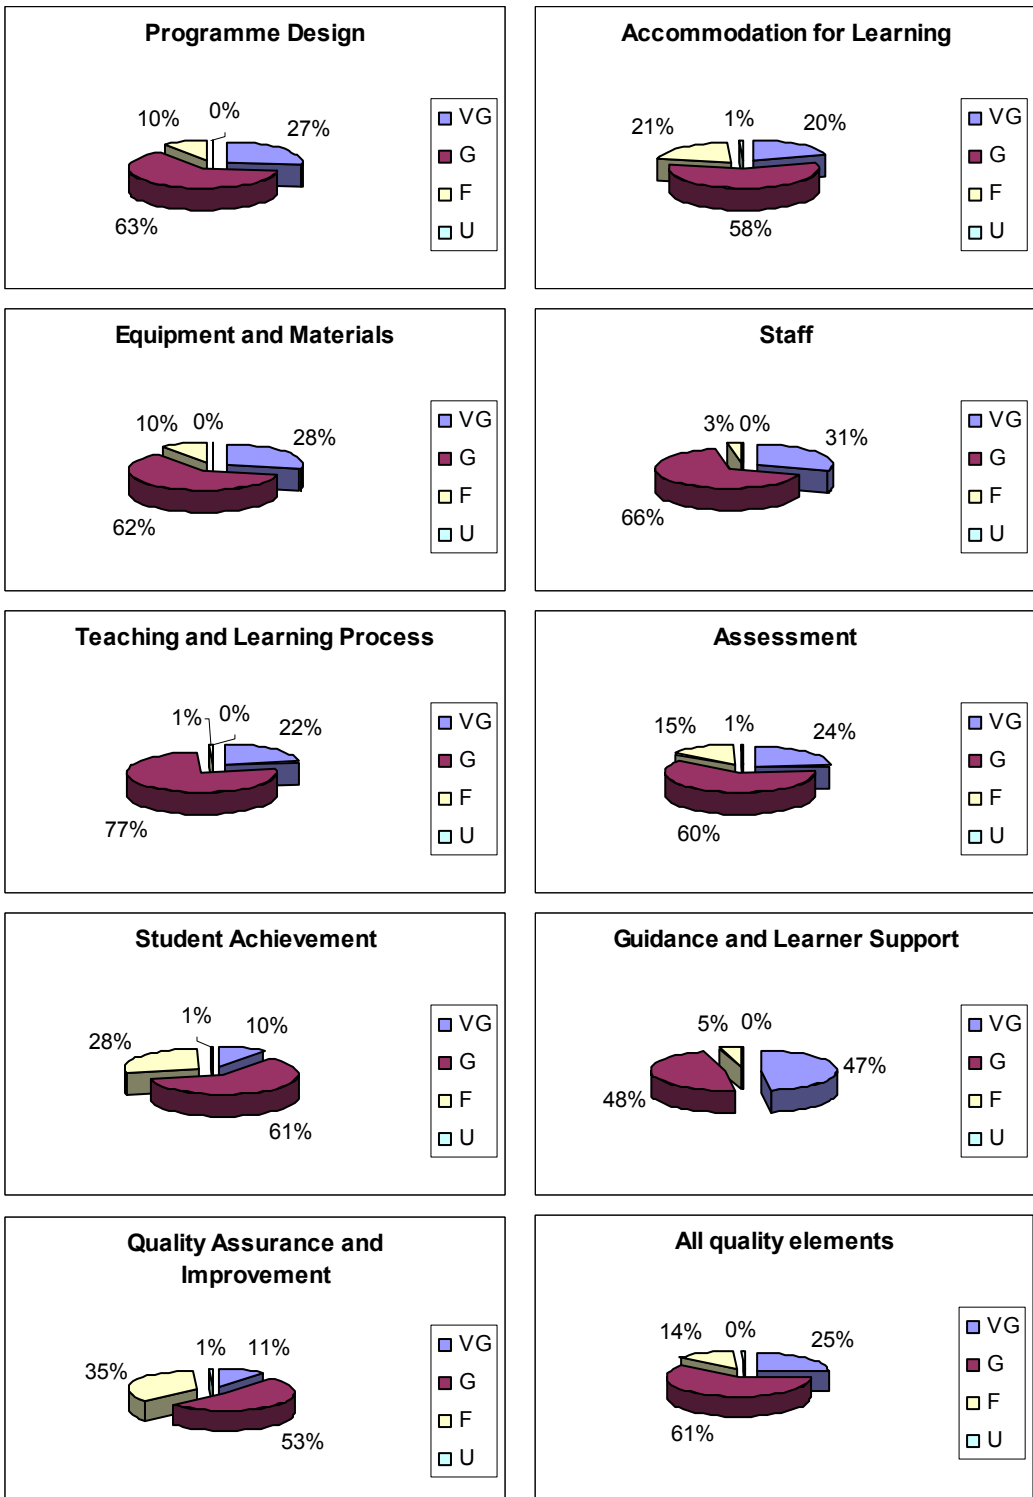 Programme Design
10%
0%
27%
63%
VG
G
F
U
Accommodation for Learning
21%
1%
20%
58%
VG
G
F
U
Equipment and Materials
10%
0%
28%
62%
VG
G
F
U
Staff
3%
0%
31%
66%
VG
G
F
U
Teaching and Learning Process
1%
0%
22%
77%
VG
G
F
U
Assessment
15%
1%
24%
60%
VG
G
F
U
Student Achievement
28%
1%
10%
61%
VG
G
F
U
Guidance and Learner Support
5%
0%
47%
48%
VG
G
F
U
Quality Assurance and
Improvement
35%
1%
11%
53%
VG
G
F
U
All quality elements
14%
0%
25%
61%
VG
G
F
U